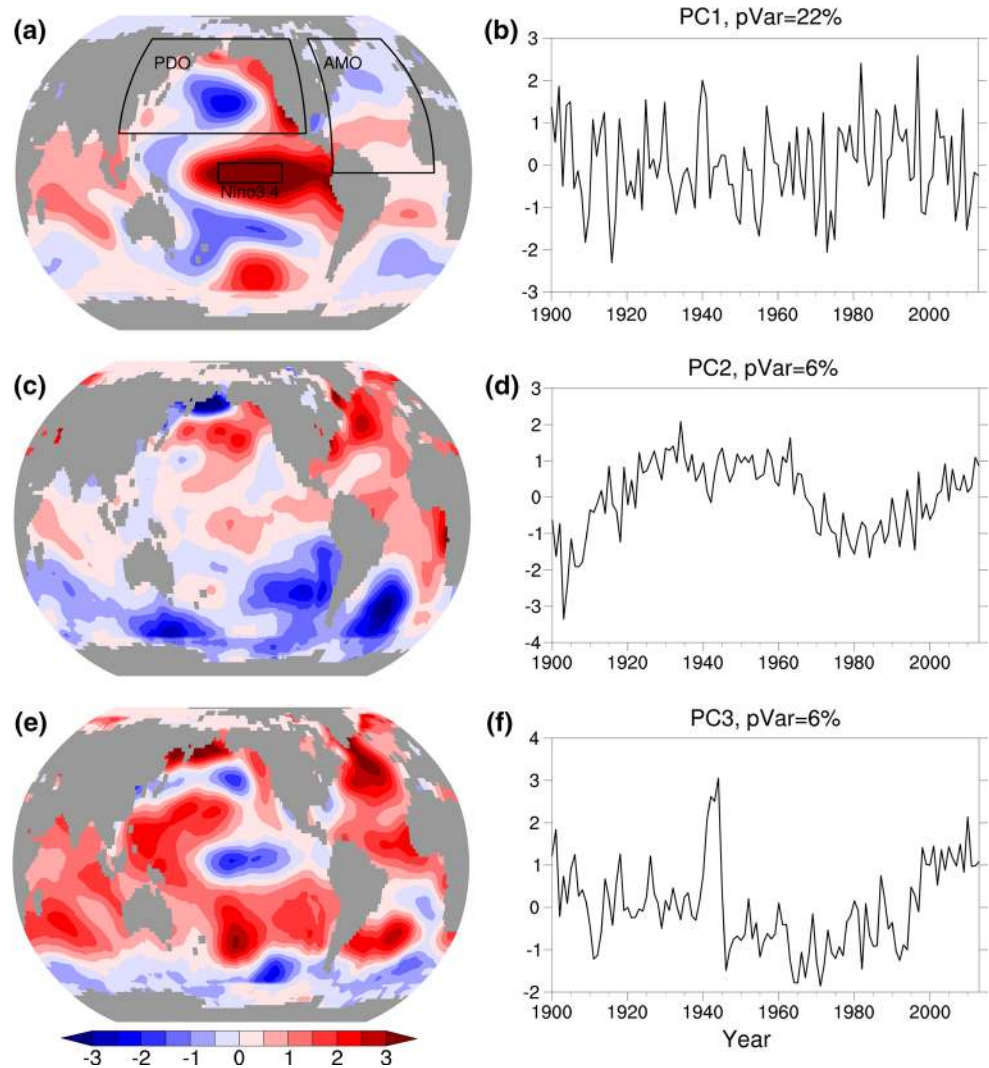 (a)
PDO
AMO
Nino3.4
(b)
PC1, pVar=22%
3
2
1
0
-1
-2
-3
1900 1920 1940 1960 1980 2000
(c)
(d)
PC2, pVar=6%
3
2
1
0
-1
-2
-3
-4
1900 1920 1940 1960 1980 2000
(e)
-3 -2 -1 0 1 2 3
(f)
PC3, pVar=6%
4
3
2
1
0
-1
-2
1900 1920 1940 1960 1980 2000
Year